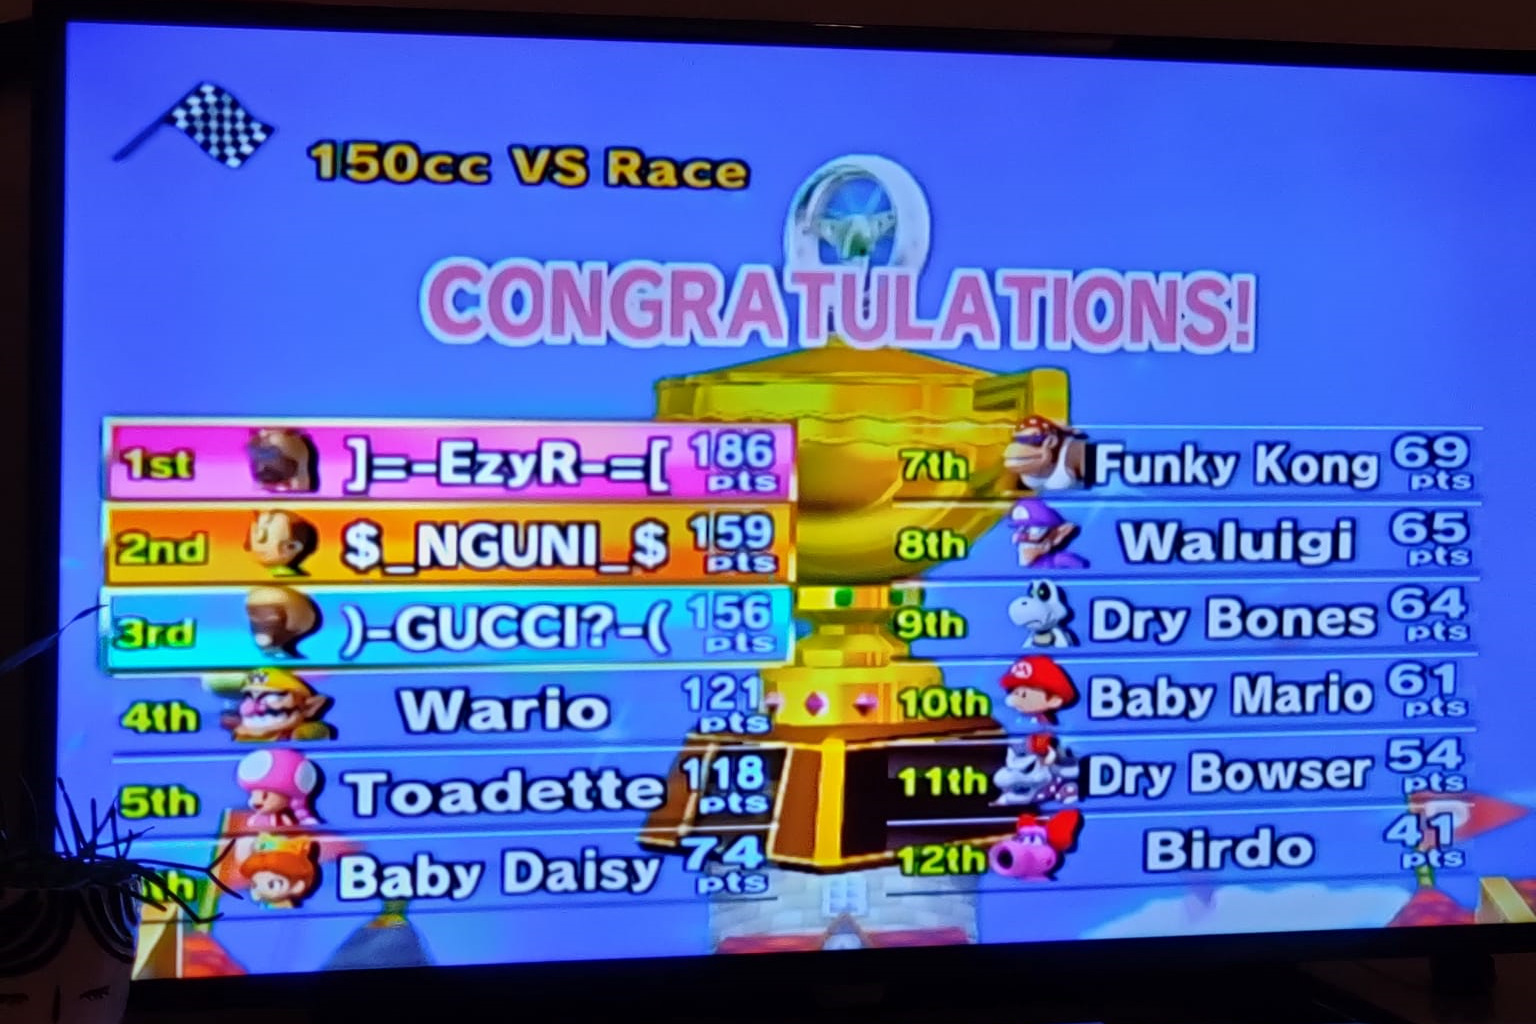 150cc VS Race
CONGRATULATIONS!
1st ]=-EzyR-=[ 186 pts
2nd $_NGUNI_$ 159 pts
3rd )-GUCCI?-( 156 pts
4th Wario 121 pts
5th Toadette 118 pts
Baby Daisy 74 pts
7th Funky Kong 69 pts
8th Waluigi 65 pts
9th Dry Bones 64 pts
10th Baby Mario 61 pts
11th Dry Bowser 54 pts
12th Birdo 41 pts